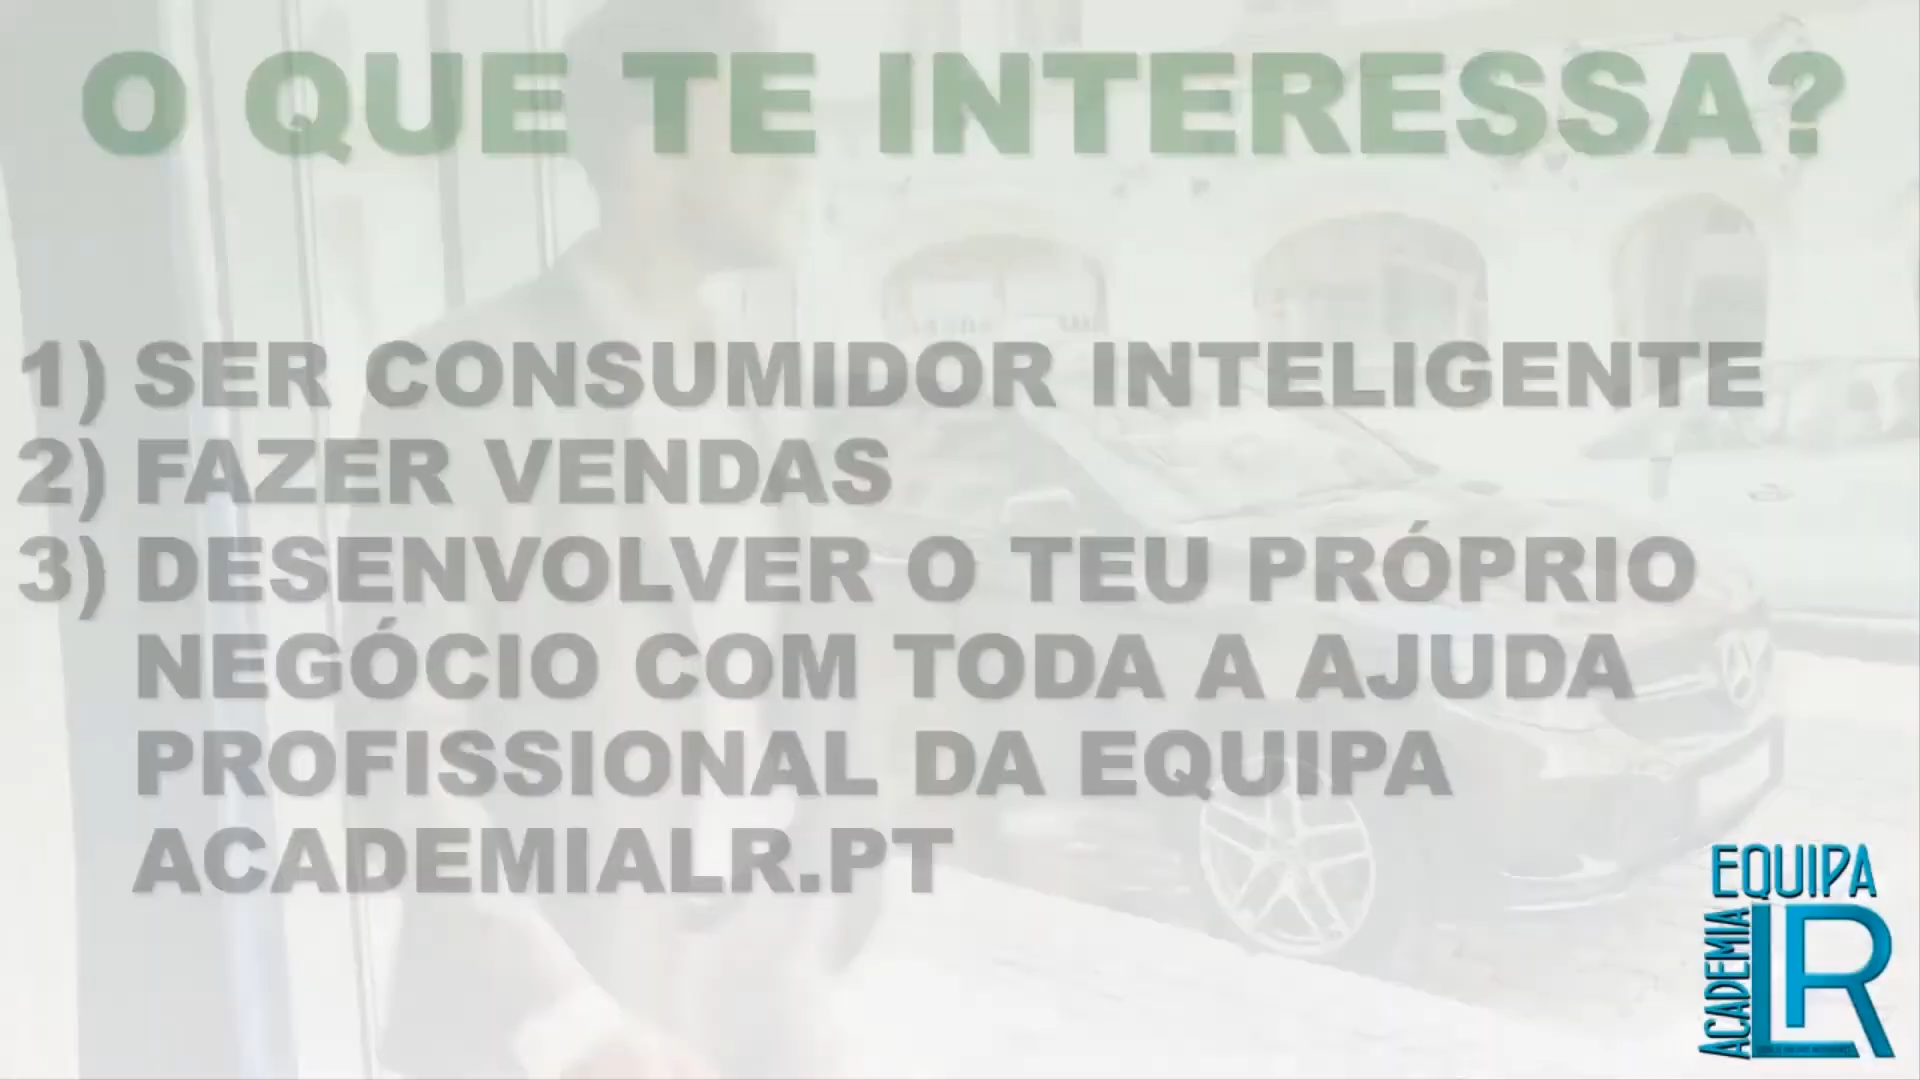 O QUE TE INTERESSA?
1) SER CONSUMIDOR INTELIGENTE
2) FAZER VENDAS
3) DESENVOLVER O TEU PRÓPRIO
NEGÓCIO COM TODA A AJUDA
PROFISSIONAL DA EQUIPA
ACADEMIALR.PT
EQUIPA
ACADEMIA
LR